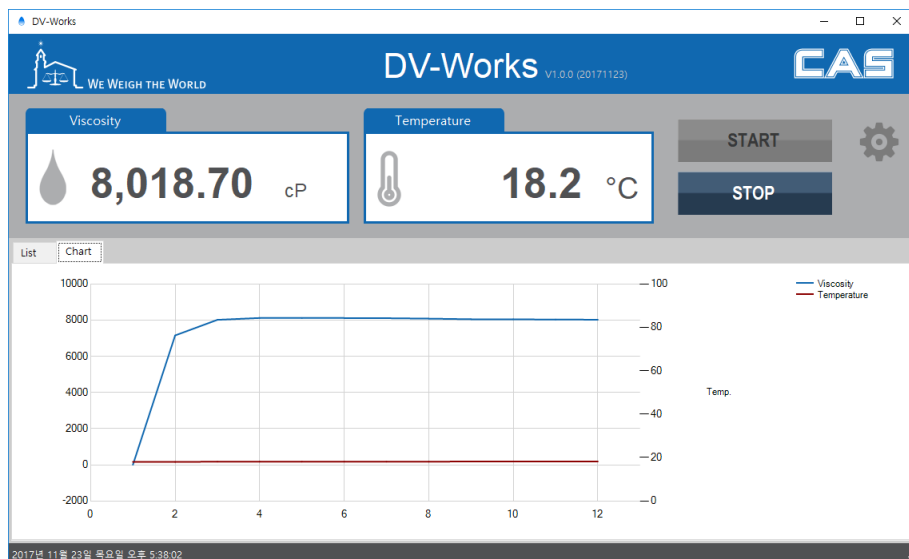 DV-Works
WE WEIGH THE WORLD
DV-Works V1.0.0 (20171123)
CAS
Viscosity
8,018.70 cP
Temperature
18.2 °C
START
STOP
List
Chart
10000
8000
6000
4000
2000
0
-2000
0 2 4 6 8 10 12
100
80
60
40
20
0
Temp.
Viscosity
Temperature
2017년 11월 23일 목요일 오후 5:38:02